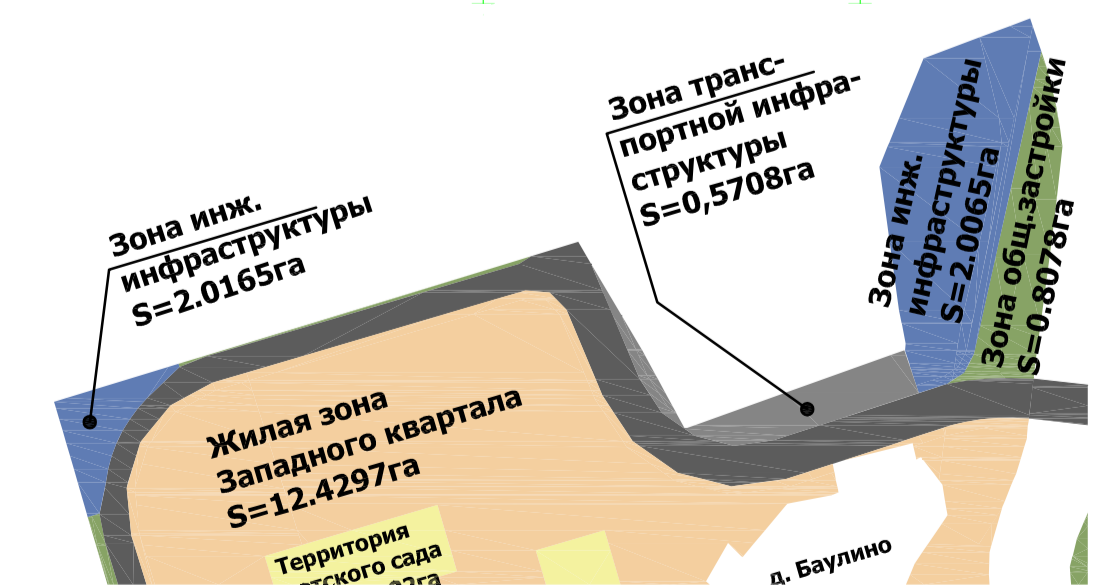 Зона инж.
инфраструктуры
S=2.0165га
Зона транс-
портной инфра-
структуры
S=0,5708га
Зона инж.
инфраструктуры
S=2.0065га
Зона общ.застройки
S=0.8078га
Жилая зона
Западного квартала
S=12.4297га
Территория
сада
д. Баулино